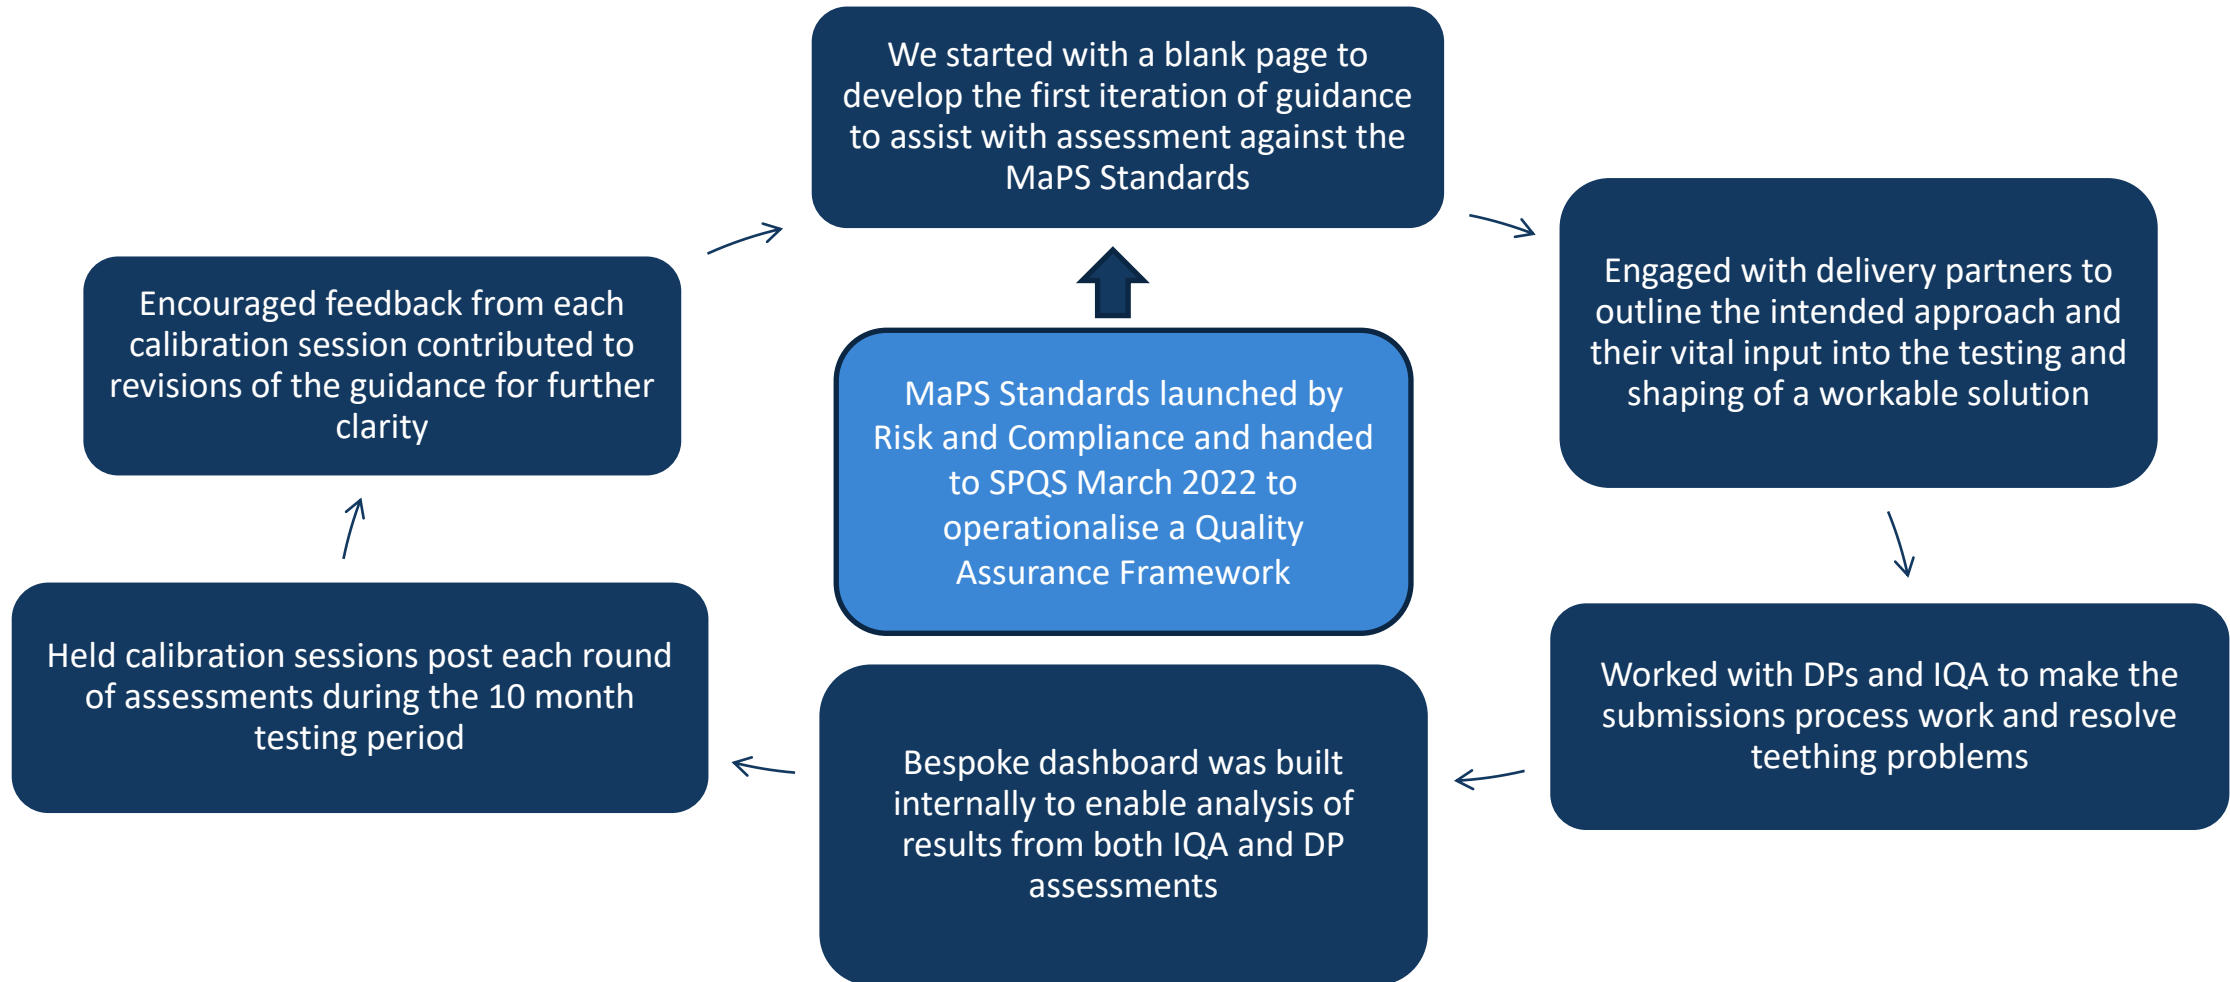 We started with a blank page to
develop the first iteration of guidance
to assist with assessment against the
MaPS Standards
Engaged with delivery partners to
outline the intended approach and
their vital input into the testing and
shaping of a workable solution
Worked with DPs and IQA to make the
submissions process work and resolve
teething problems
Bespoke dashboard was built
internally to enable analysis of
results from both IQA and DP
assessments
Held calibration sessions post each round
of assessments during the 10 month
testing period
Encouraged feedback from each
calibration session contributed to
revisions of the guidance for further
clarity
MaPS Standards launched by
Risk and Compliance and handed
to SPQS March 2022 to
operationalise a Quality
Assurance Framework